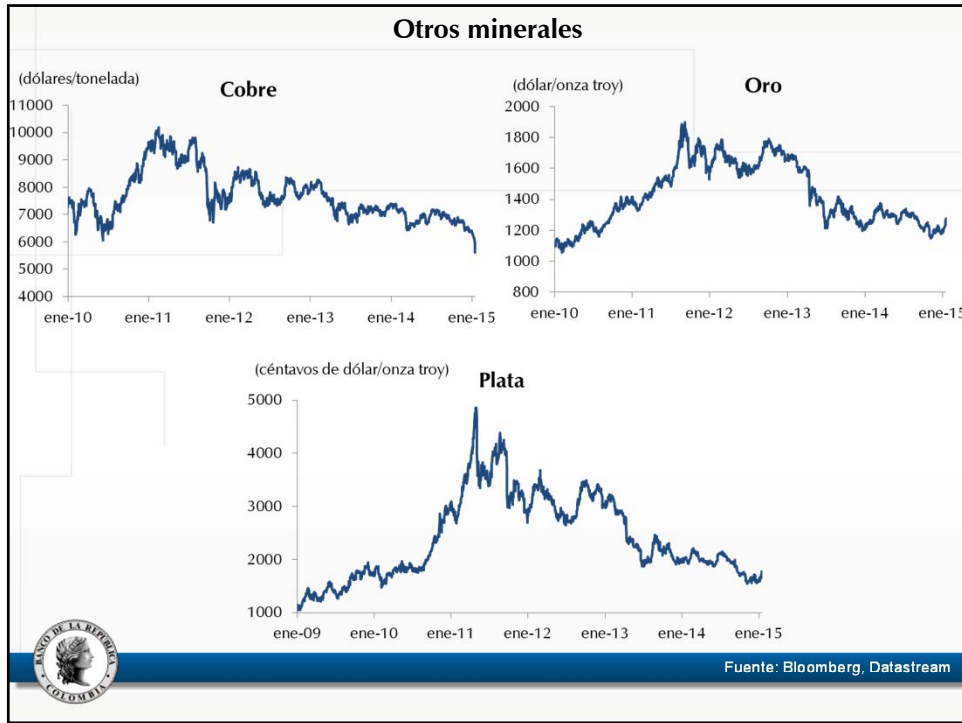 Otros minerales
(dólares/tonelada)
Cobre
11000
10000
9000
8000
7000
6000
5000
4000
ene-10 ene-11 ene-12 ene-13 ene-14 ene-15
(dólar/onza troy)
Oro
2000
1800
1600
1400
1200
1000
800
ene-10 ene-11 ene-12 ene-13 ene-14 ene-15
(céntavos de dólar/onza troy)
Plata
5000
4000
3000
2000
1000
ene-09 ene-10 ene-11 ene-12 ene-13 ene-14 ene-15
BANCO DE LA REPÚBLICA
COLOMBIA
Fuente: Bloomberg, Datastream